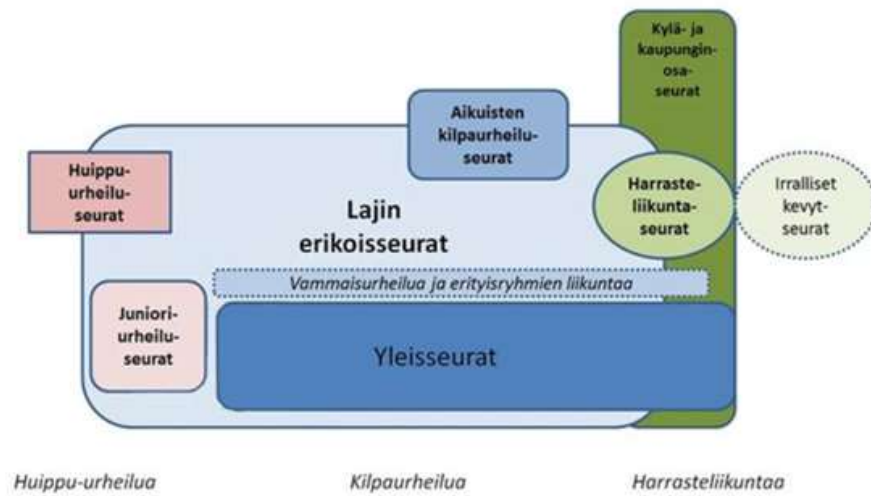 Kylä- ja
kaupungin-
osa-
seurat
Aikuisten
kilpaurheilu-
seurat
Huippu-
urheilu-
seurat
Lajin
erikoisseurat
Harraste-
liikunta-
seurat
Irralliset
kevyt-
seurat
Vammaisurheilua ja erityisryhmien liikuntaa
Juniori-
urheilu-
seurat
Yleisseurat
Huippu-urheilua
Kilpaurheilua
Harrasteliikuntaa